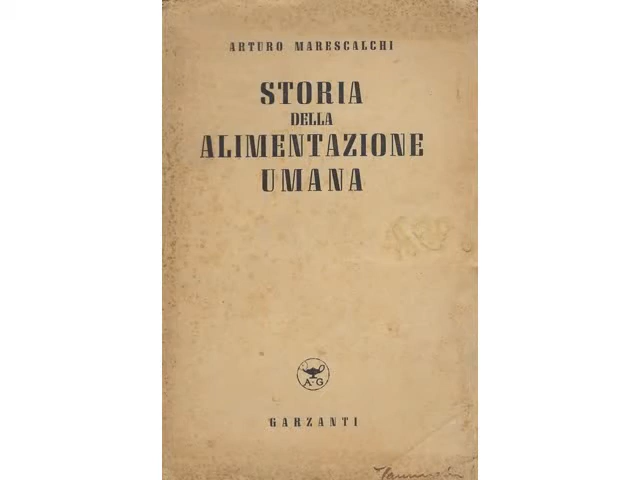 ARTURO MARESCALCHI
STORIA
DELLA
ALIMENTAZIONE
UMANA
A-G
GARZANTI